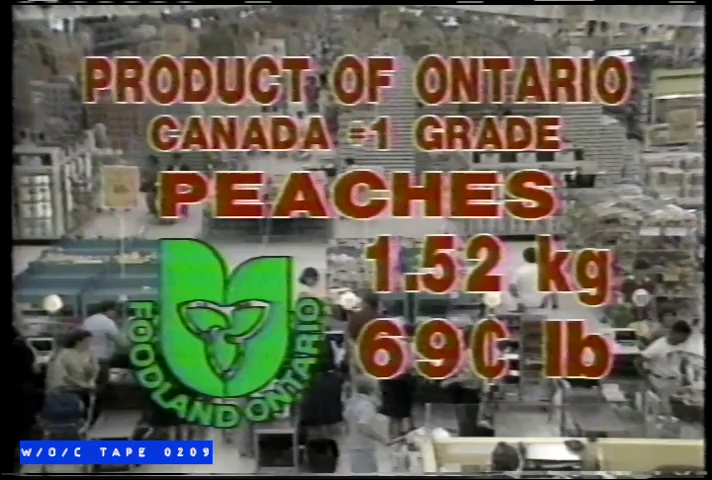 PRODUCT OF ONTARIO
CANADA #1 GRADE
PEACHES
1.52 kg
69¢ lb
FOODLAND ONTARIO
W/O/C TAPE 0209